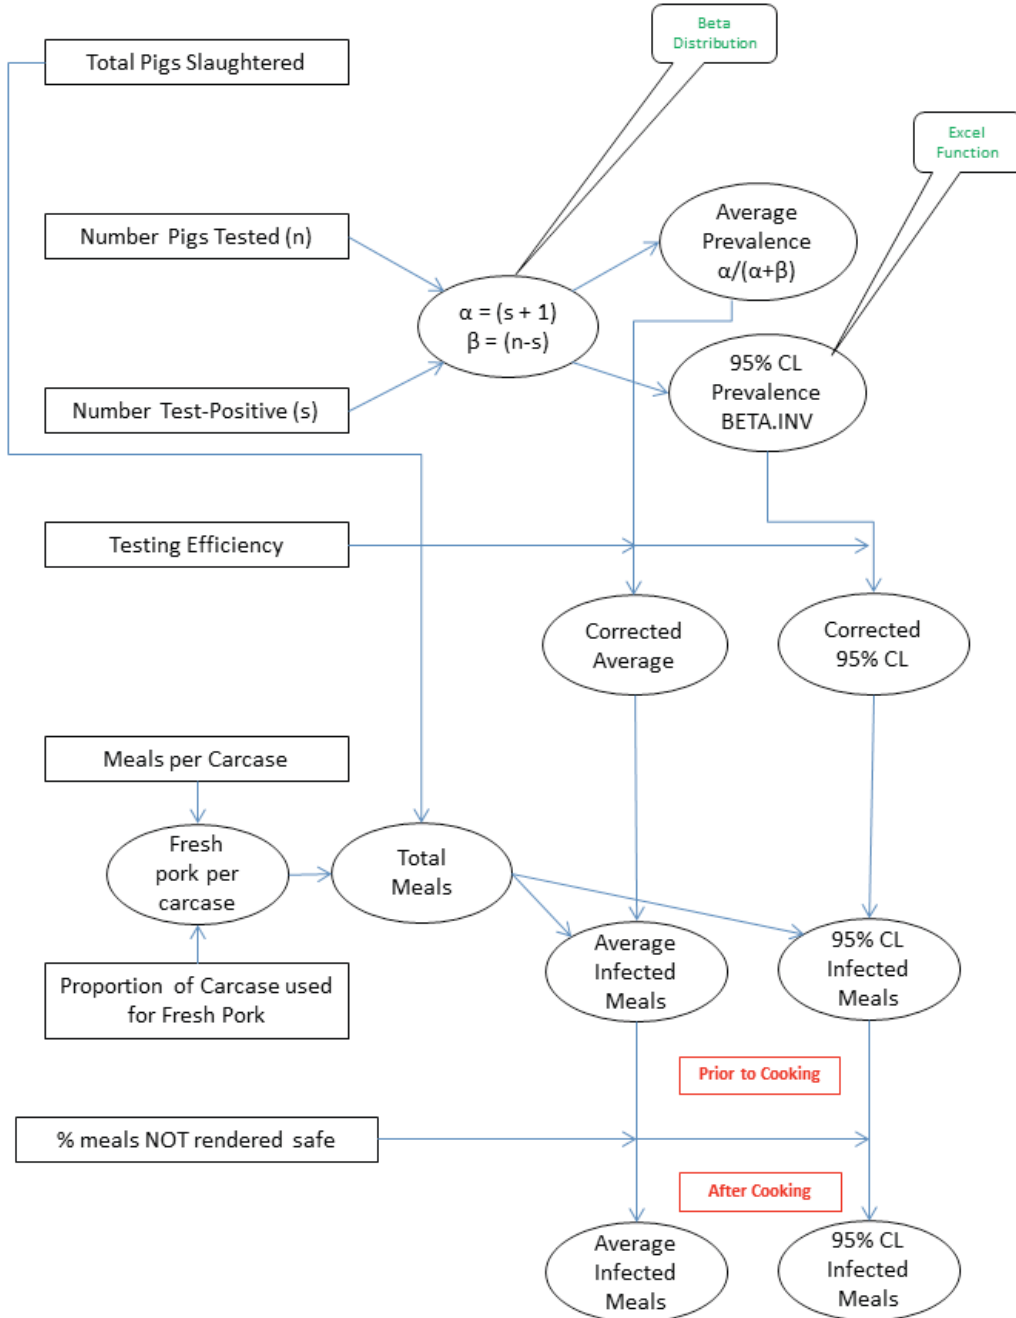 Beta
Distribution
Total Pigs Slaughtered
Excel
Function
Number Pigs Tested (n)
Average
Prevalence
α/(α+β)
α = (s + 1)
β = (n-s)
95% CL
Prevalence
BETA.INV
Number Test-Positive (s)
Testing Efficiency
Corrected
Average
Corrected
95% CL
Meals per Carcase
Fresh
pork per
carcase
Total
Meals
Average
Infected
Meals
95% CL
Infected
Meals
Proportion of Carcase used
for Fresh Pork
Prior to Cooking
% meals NOT rendered safe
After Cooking
Average
Infected
Meals
95% CL
Infected
Meals